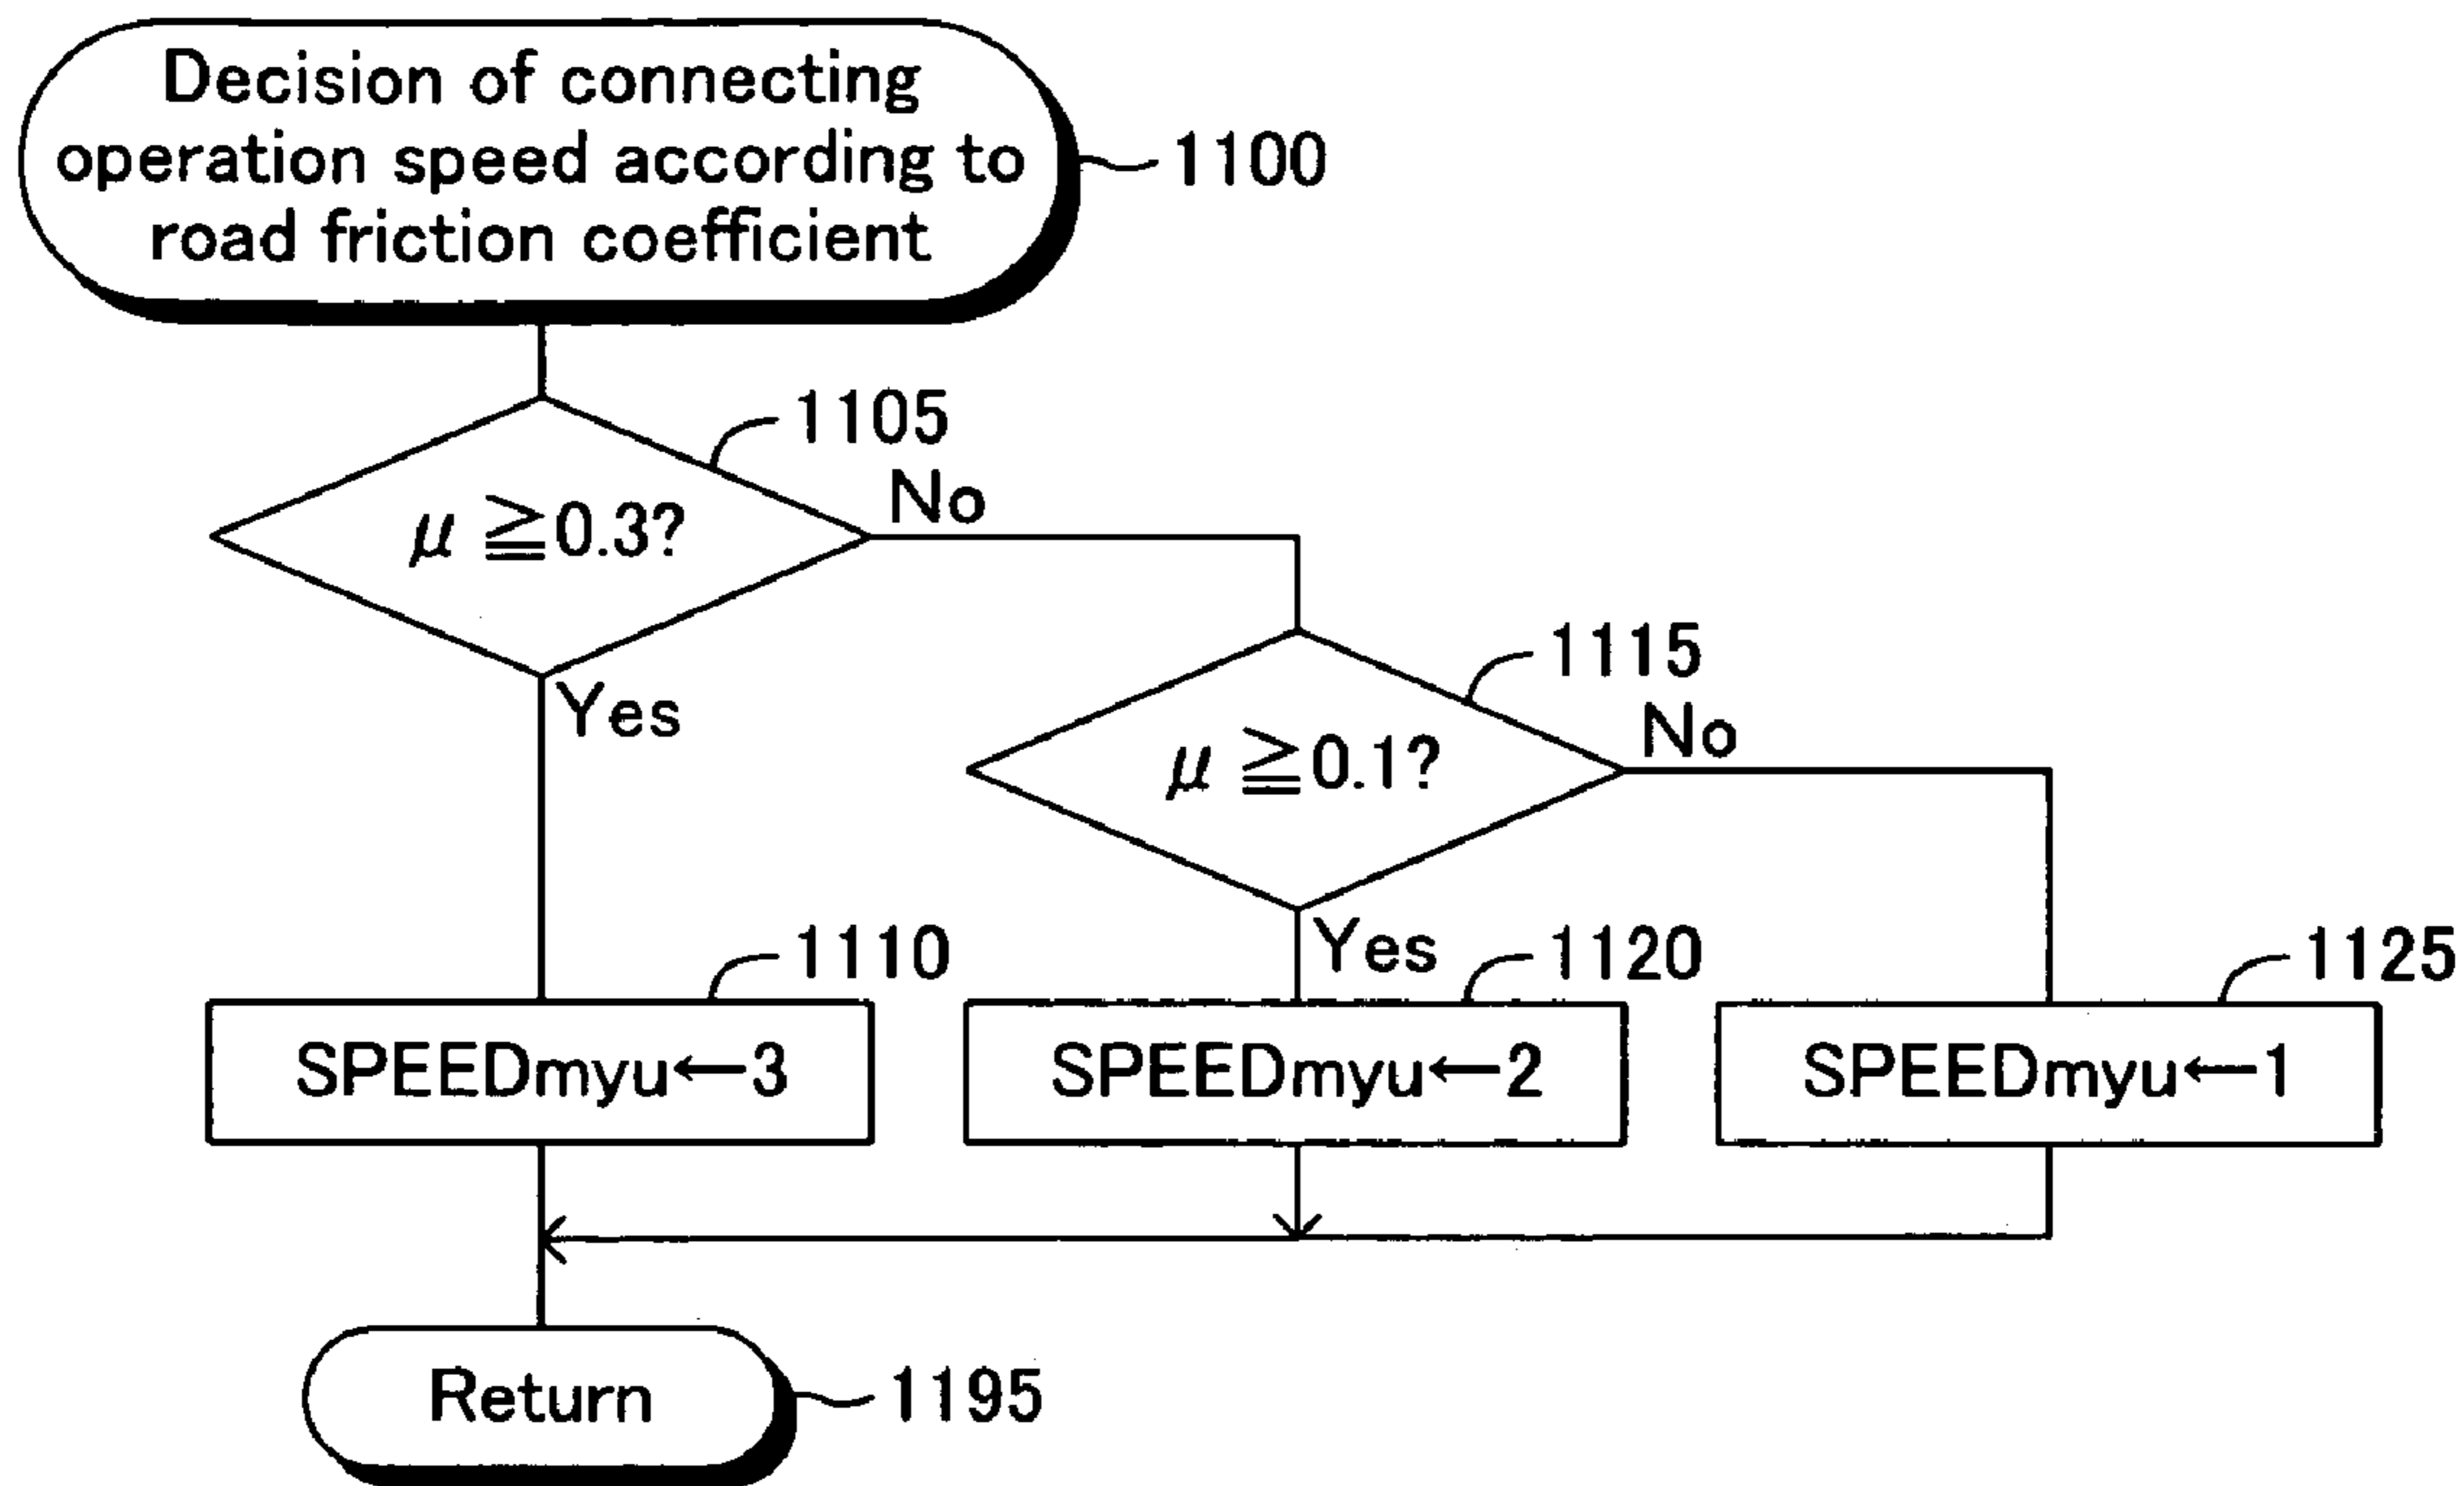 Decision of connecting
operation speed according to
road friction coefficient
1100
1105
μ ≧0.3?
No
Yes
1115
μ ≧0.1?
No
Yes
1110
SPEEDmyu←3
1120
SPEEDmyu←2
1125
SPEEDmyu←1
Return
1195